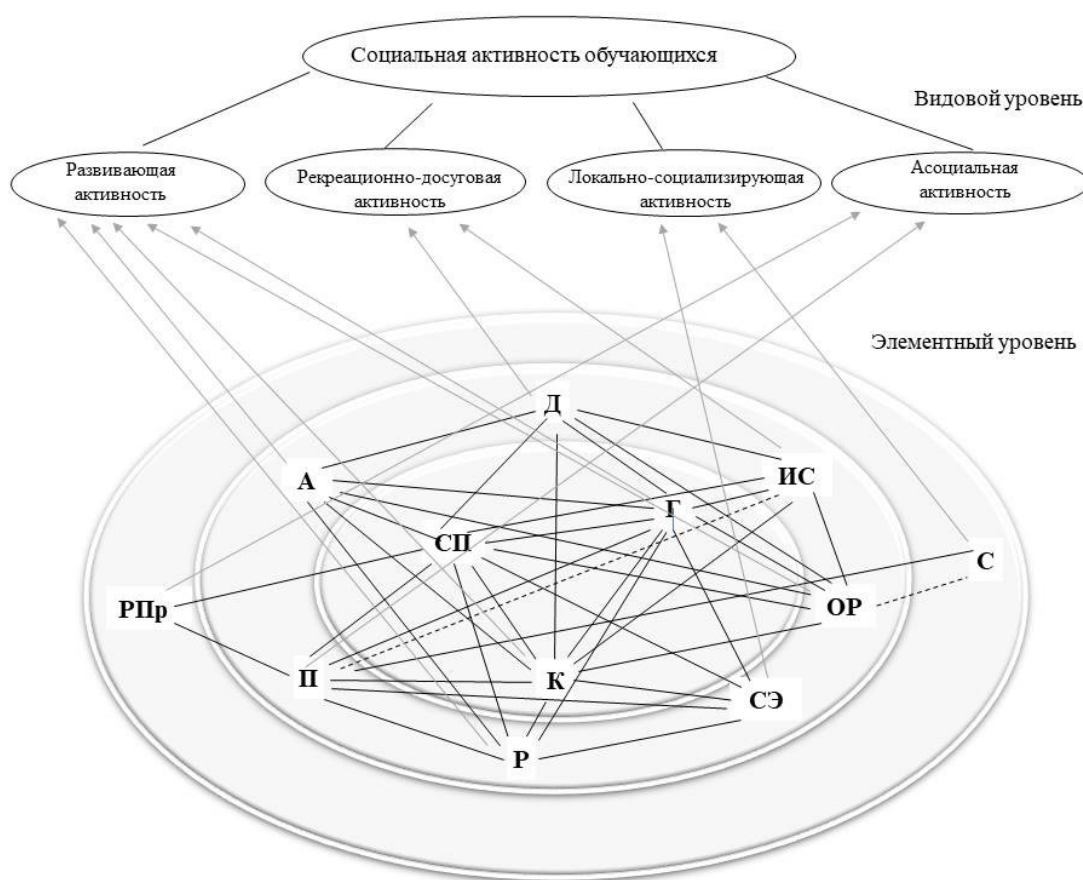 Социальная активность обучающихся
Видовой уровень
Развивающая
активность
Рекреационно-досуговая
активность
Локально-социализирующая
активность
Асоциальная
активность
Элементный уровень
Д
А
ИС
Г
СП
С
РПр
ОР
П
К
СЭ
Р